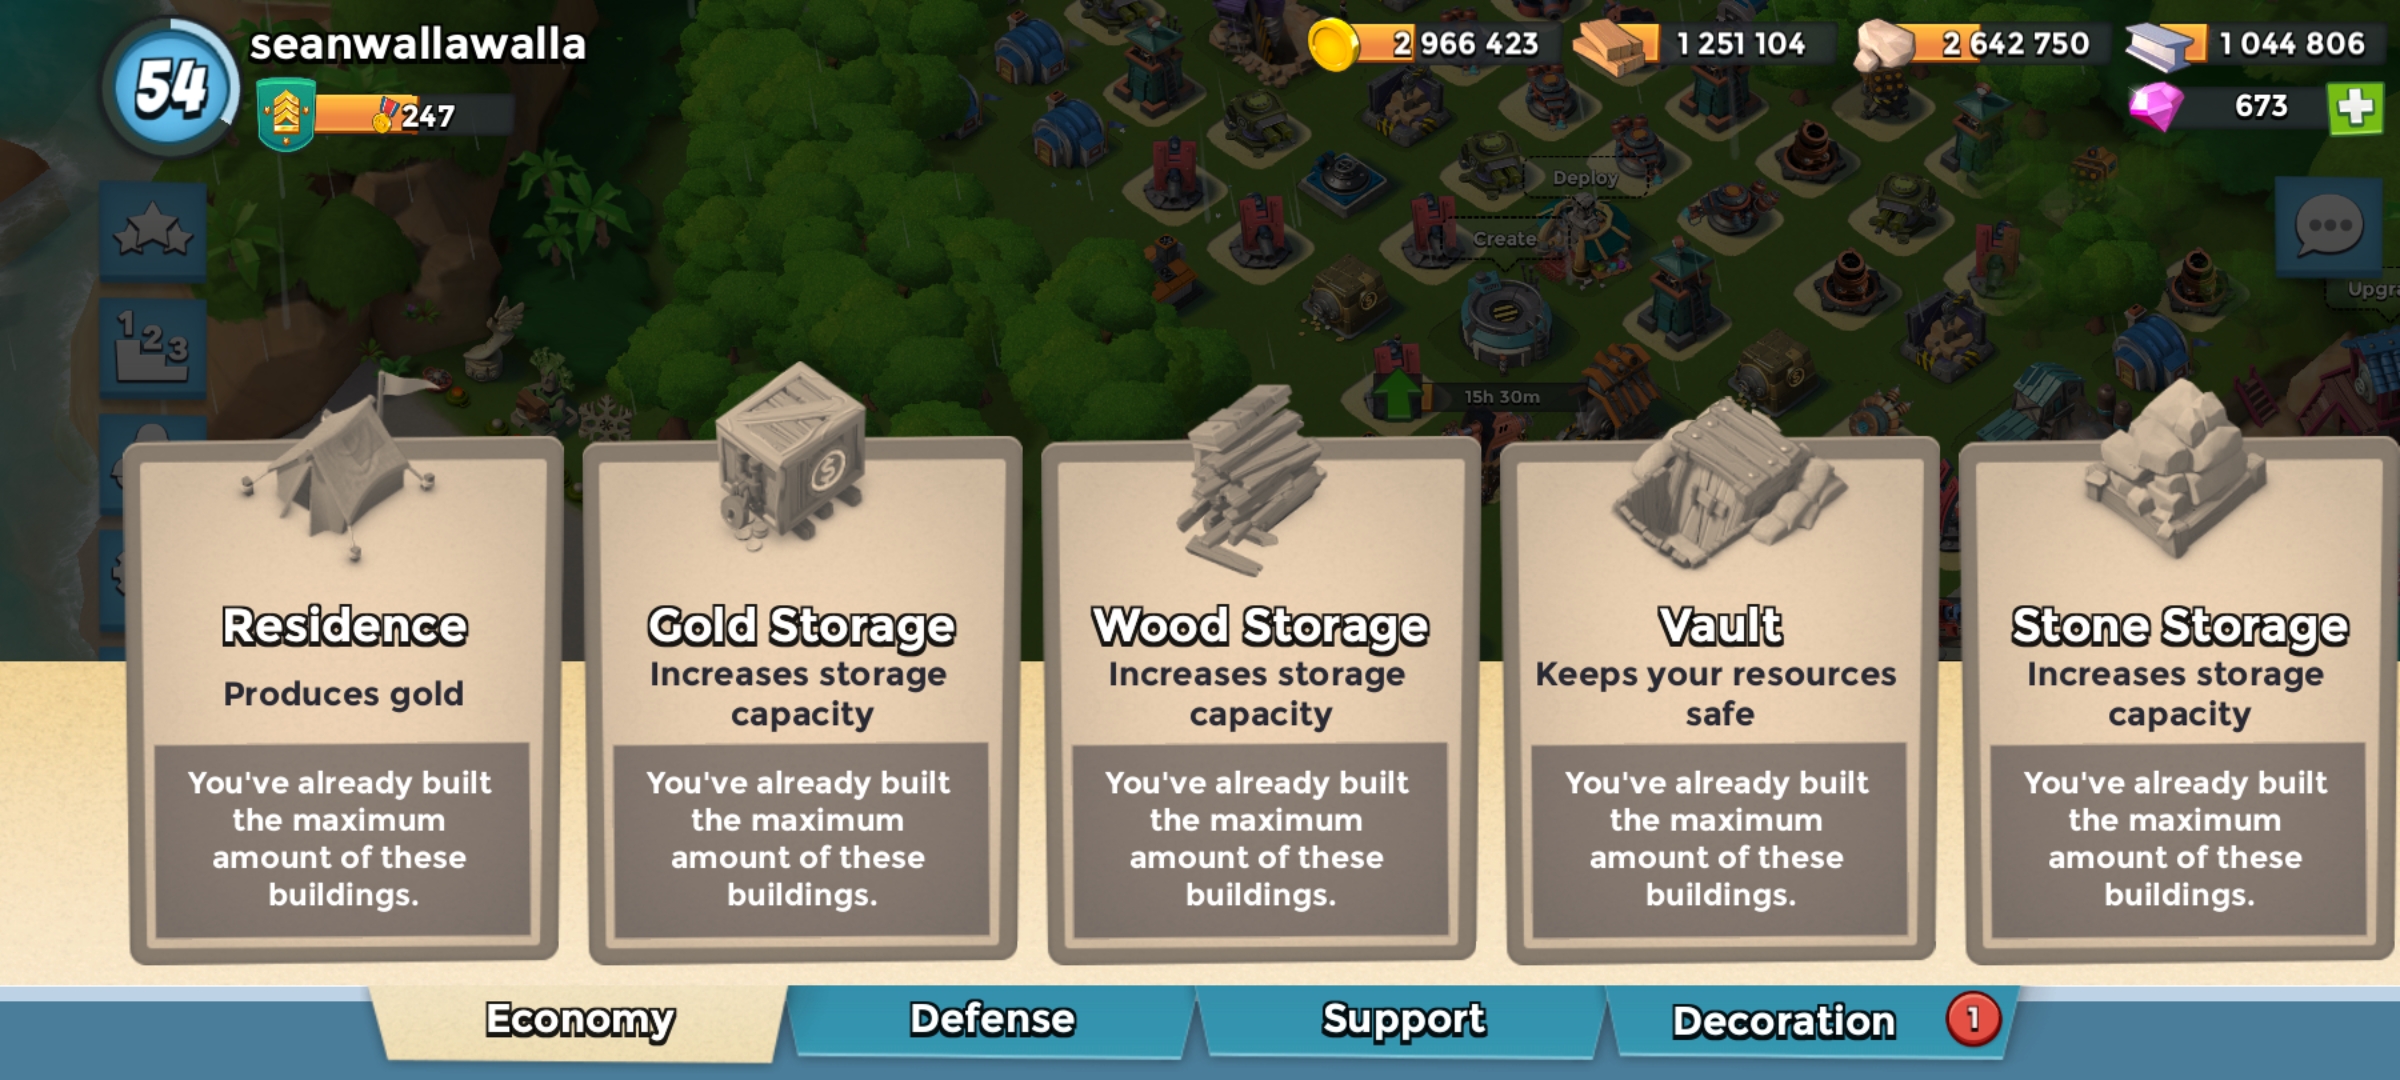 54
seanwallawalla
247
2 966 423
1 251 104
2 642 750
1 044 806
673
Deploy
Create
1 2 3
15h 30m
Residence
Produces gold
You've already built
the maximum
amount of these
buildings.
Gold Storage
Increases storage
capacity
You've already built
the maximum
amount of these
buildings.
Wood Storage
Increases storage
capacity
You've already built
the maximum
amount of these
buildings.
Vault
Keeps your resources
safe
You've already built
the maximum
amount of these
buildings.
Stone Storage
Increases storage
capacity
You've already built
the maximum
amount of these
buildings.
Economy
Defense
Support
Decoration
1